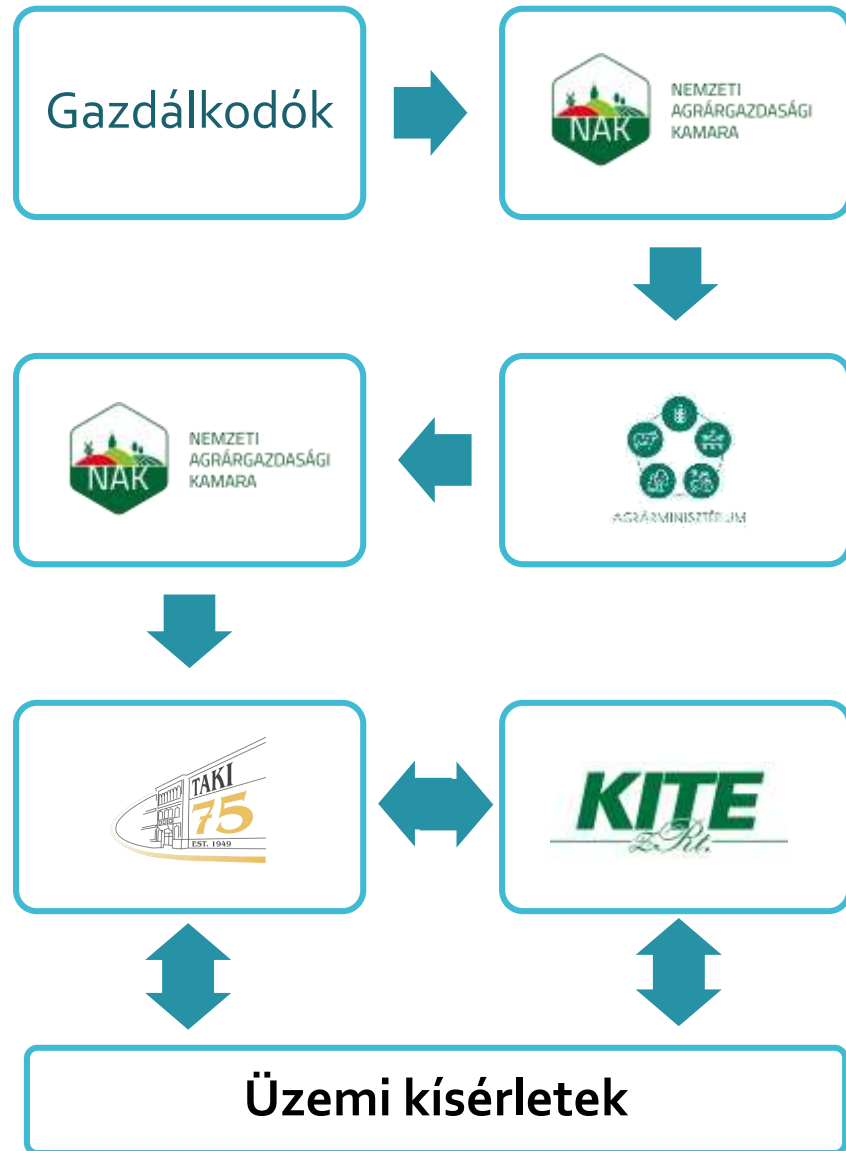 Gazdálkodók
NAK
NEMZETI
AGRÁRGAZDASÁGI
KAMARA
NAK
NEMZETI
AGRÁRGAZDASÁGI
KAMARA
AGRÁRMINISZTÉRIUM
TAKI
75
EST. 1949
KITE
zRt.
Üzemi kísérletek